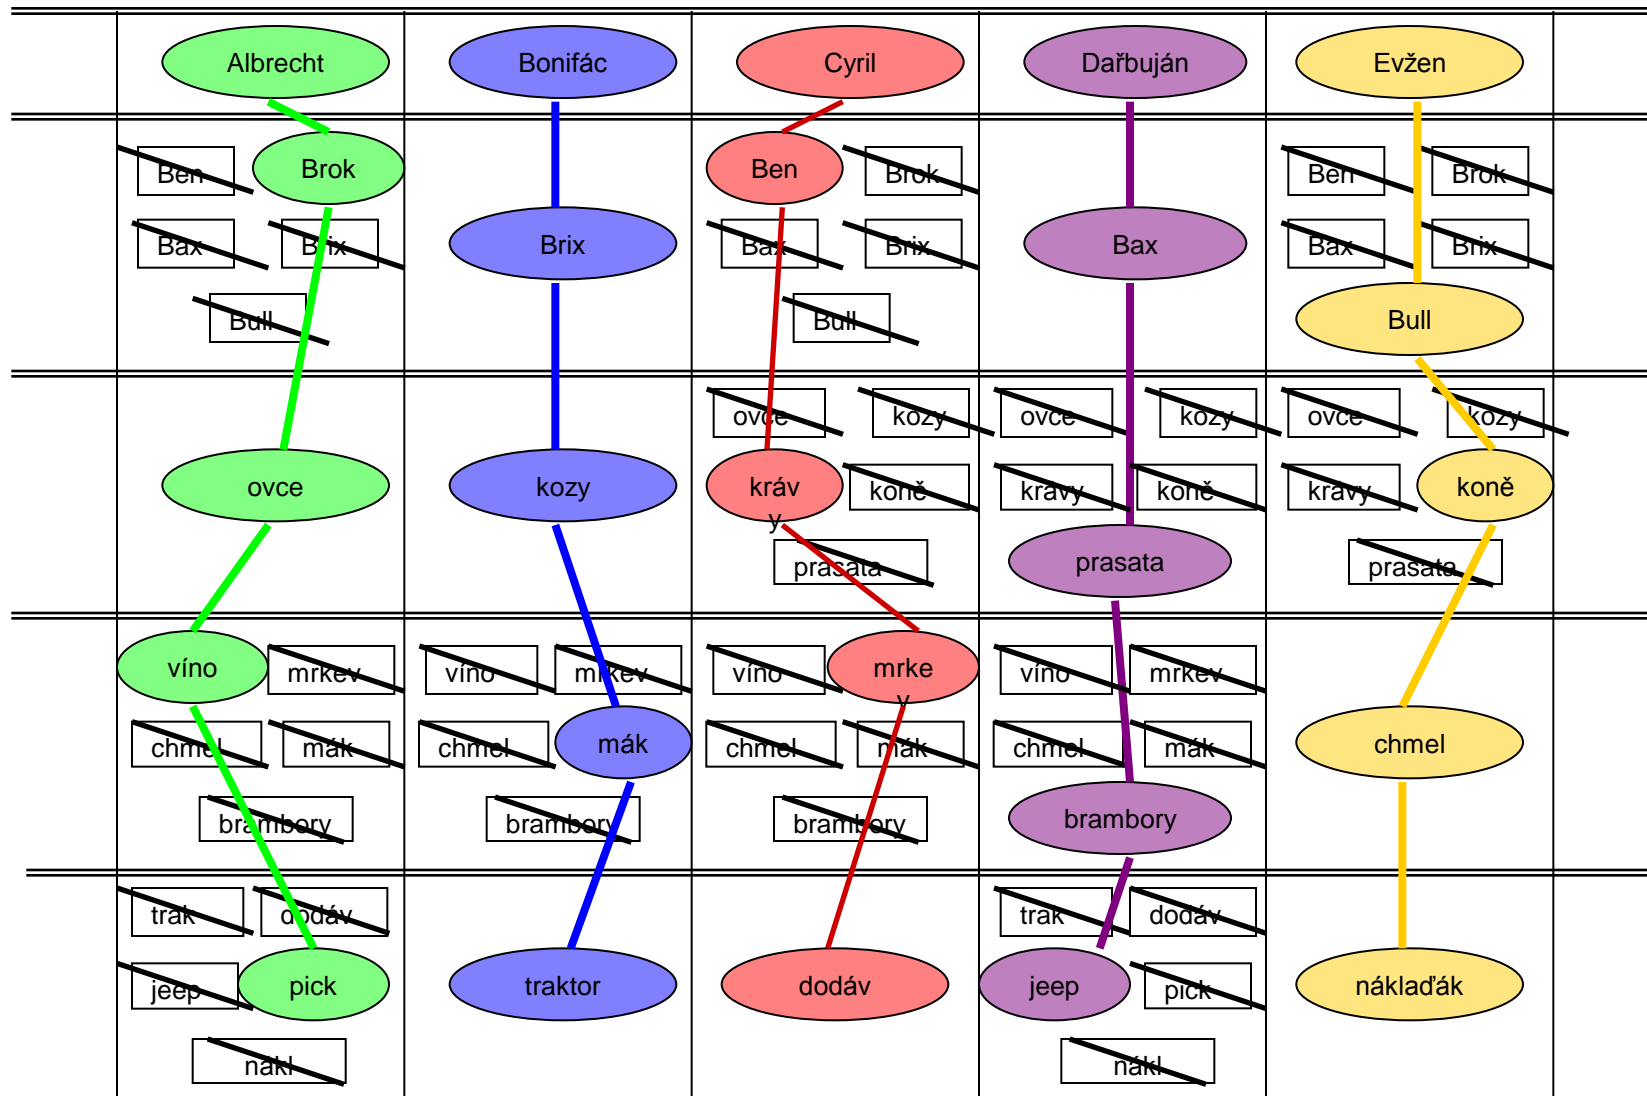 Albrecht Bonifác Cyril Dařbuján Evžen
Ben Brok Ben Brok Ben Brok
Bax Brix Brix Bax Brix Bax Bax Brix
Bull Bull Bull
ovce kozy ovce kozy ovce kozy
ovce kozy kráv
y koně krávy koně krávy koně
prasata prasata prasata
víno mrkev víno mrkev víno mrke
v víno mrkev
chmel mák chmel mák chmel mák chmel mák chmel
brambory brambory brambory brambory
trak dodáv trak dodáv
jeep pick traktor dodáv jeep pick náklaďák
nákl nákl